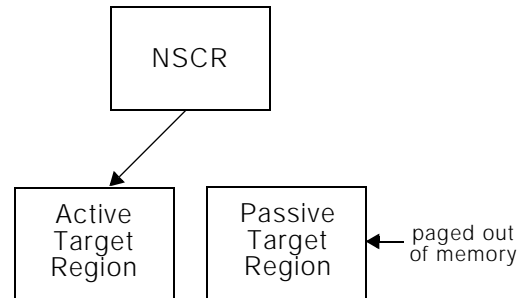 NSCR
Active
Target
Region
Passive
Target
Region
paged out
of memory